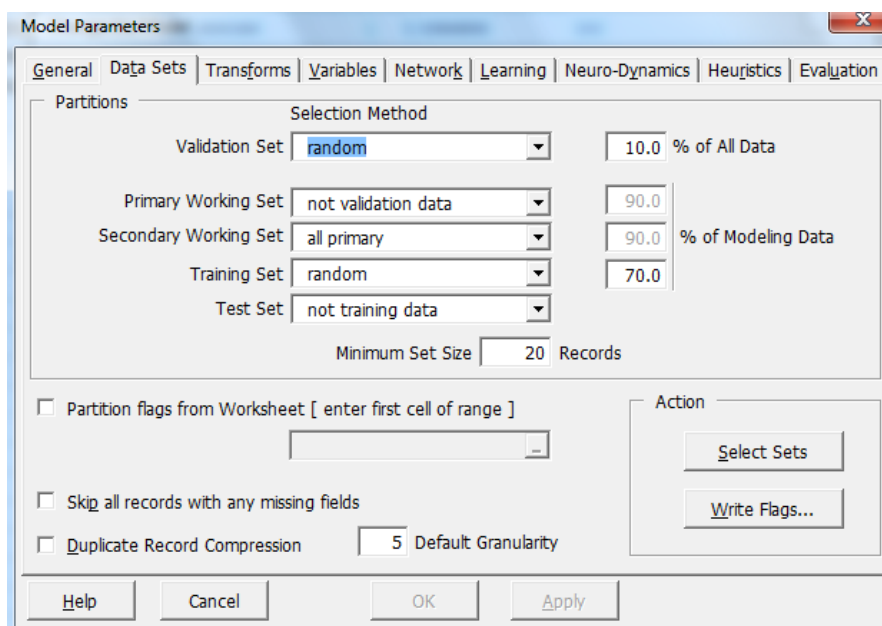 Model Parameters
General Data Sets Transforms Variables Network Learning Neuro-Dynamics Heuristics Evaluation
Partitions
Selection Method
Validation Set random 10.0 % of All Data
Primary Working Set not validation data 90.0
Secondary Working Set all primary 90.0 % of Modeling Data
Training Set random 70.0
Test Set not training data
Minimum Set Size 20 Records
Partition flags from Worksheet [ enter first cell of range ]
Action
...
Select Sets
Skip all records with any missing fields
Write Flags...
Duplicate Record Compression 5 Default Granularity
Help Cancel OK Apply